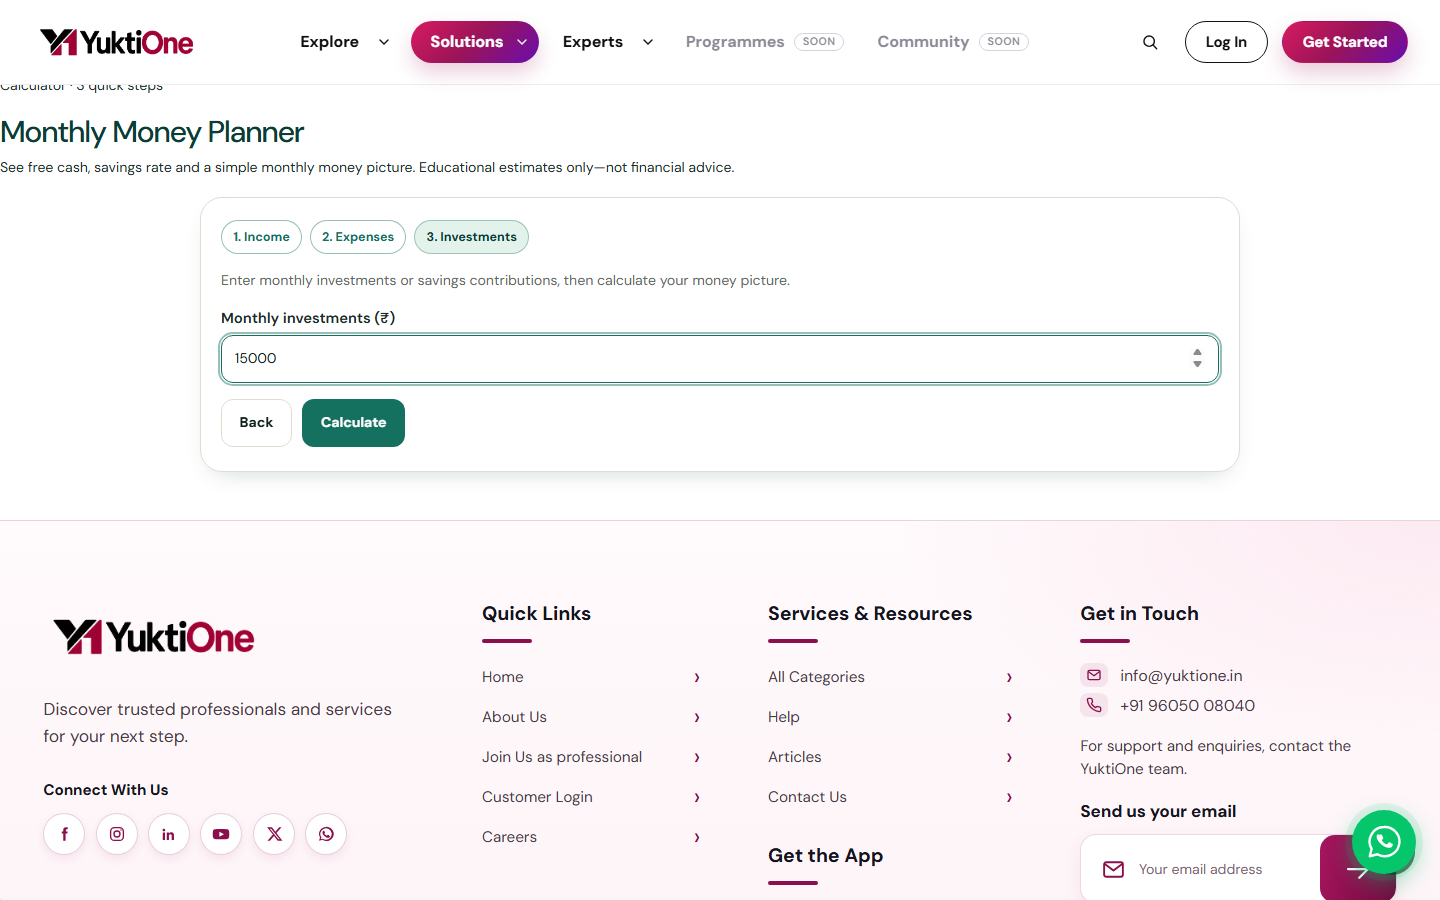 YuktiOne
Explore
Solutions
Experts
Programmes SOON
Community SOON
Log In
Get Started
Calculator · 3 quick steps
Monthly Money Planner
See free cash, savings rate and a simple monthly money picture. Educational estimates only—not financial advice.
1. Income
2. Expenses
3. Investments
Enter monthly investments or savings contributions, then calculate your money picture.
Monthly investments (₹)
15000
Back
Calculate
YuktiOne
Discover trusted professionals and services
for your next step.
Connect With Us
Quick Links
Home
About Us
Join Us as professional
Customer Login
Careers
Services & Resources
All Categories
Help
Articles
Contact Us
Get the App
Get in Touch
info@yuktione.in
+91 96050 08040
For support and enquiries, contact the
YuktiOne team.
Send us your email
Your email address